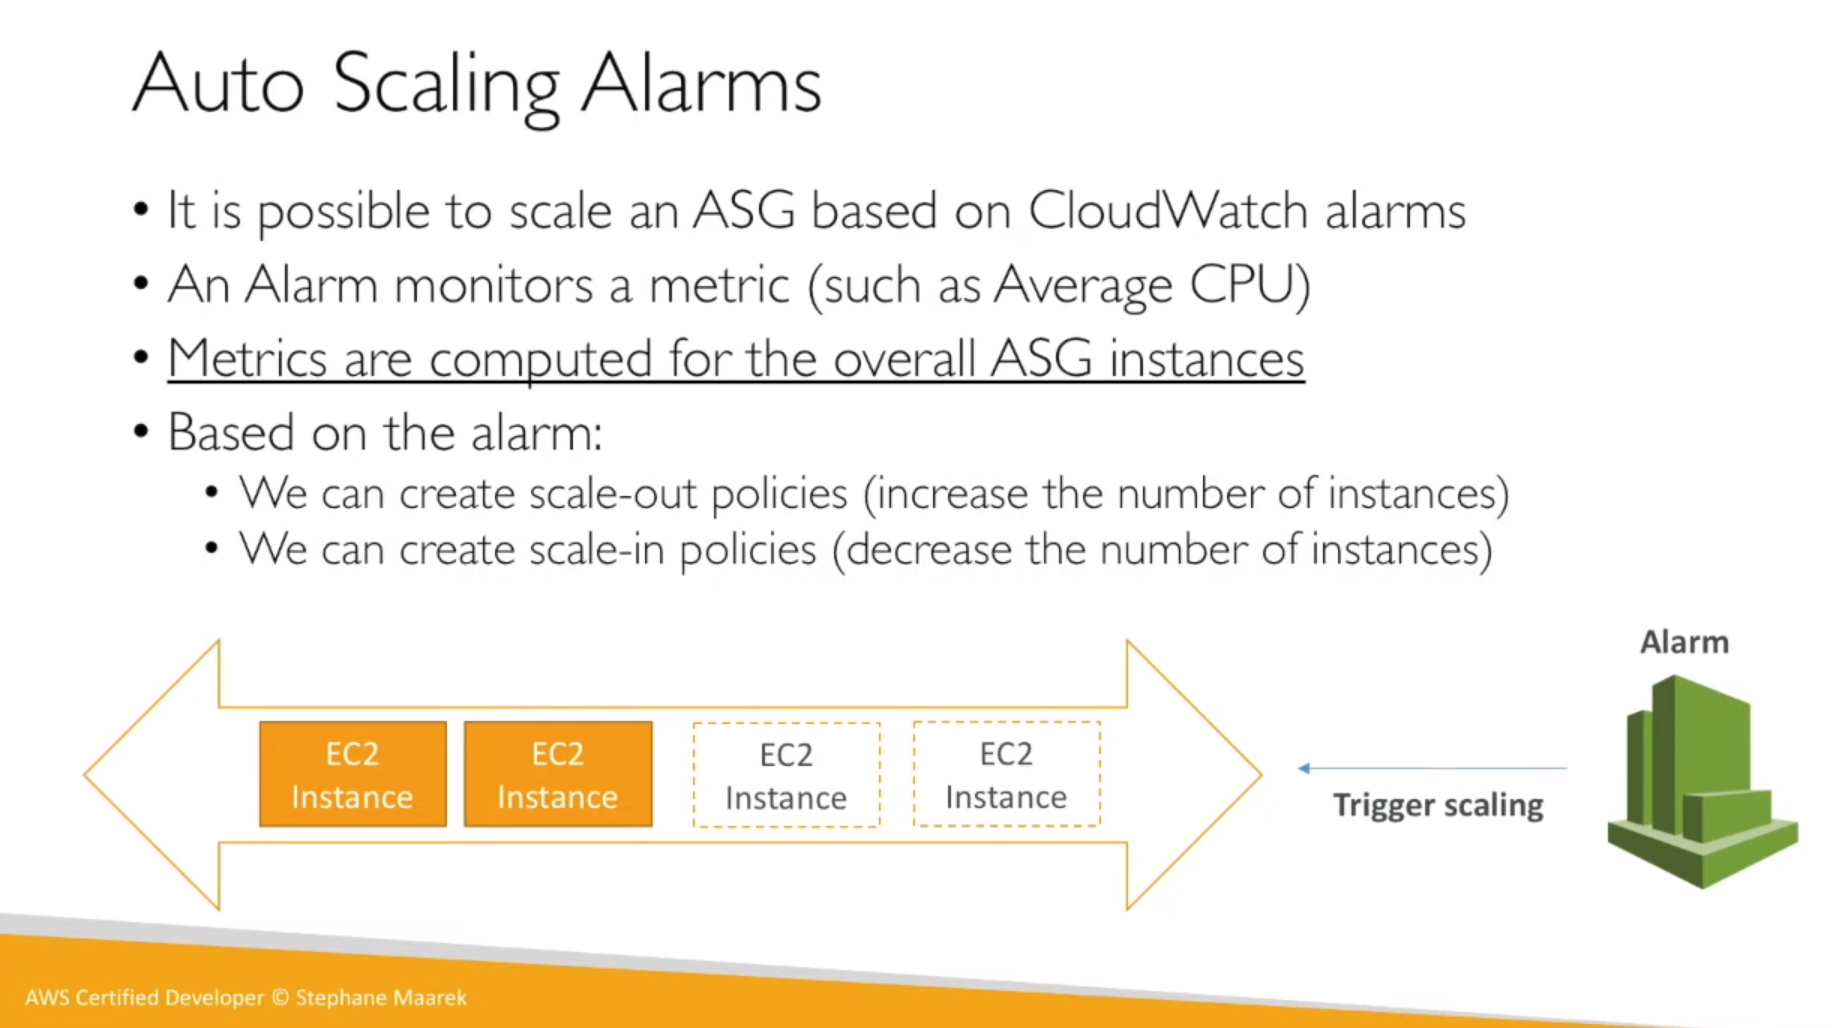 Auto Scaling Alarms
• It is possible to scale an ASG based on CloudWatch alarms
• An Alarm monitors a metric (such as Average CPU)
• Metrics are computed for the overall ASG instances
• Based on the alarm:
• We can create scale-out policies (increase the number of instances)
• We can create scale-in policies (decrease the number of instances)
Alarm
EC2
Instance
EC2
Instance
EC2
Instance
EC2
Instance
Trigger scaling
AWS Certified Developer © Stephane Maarek